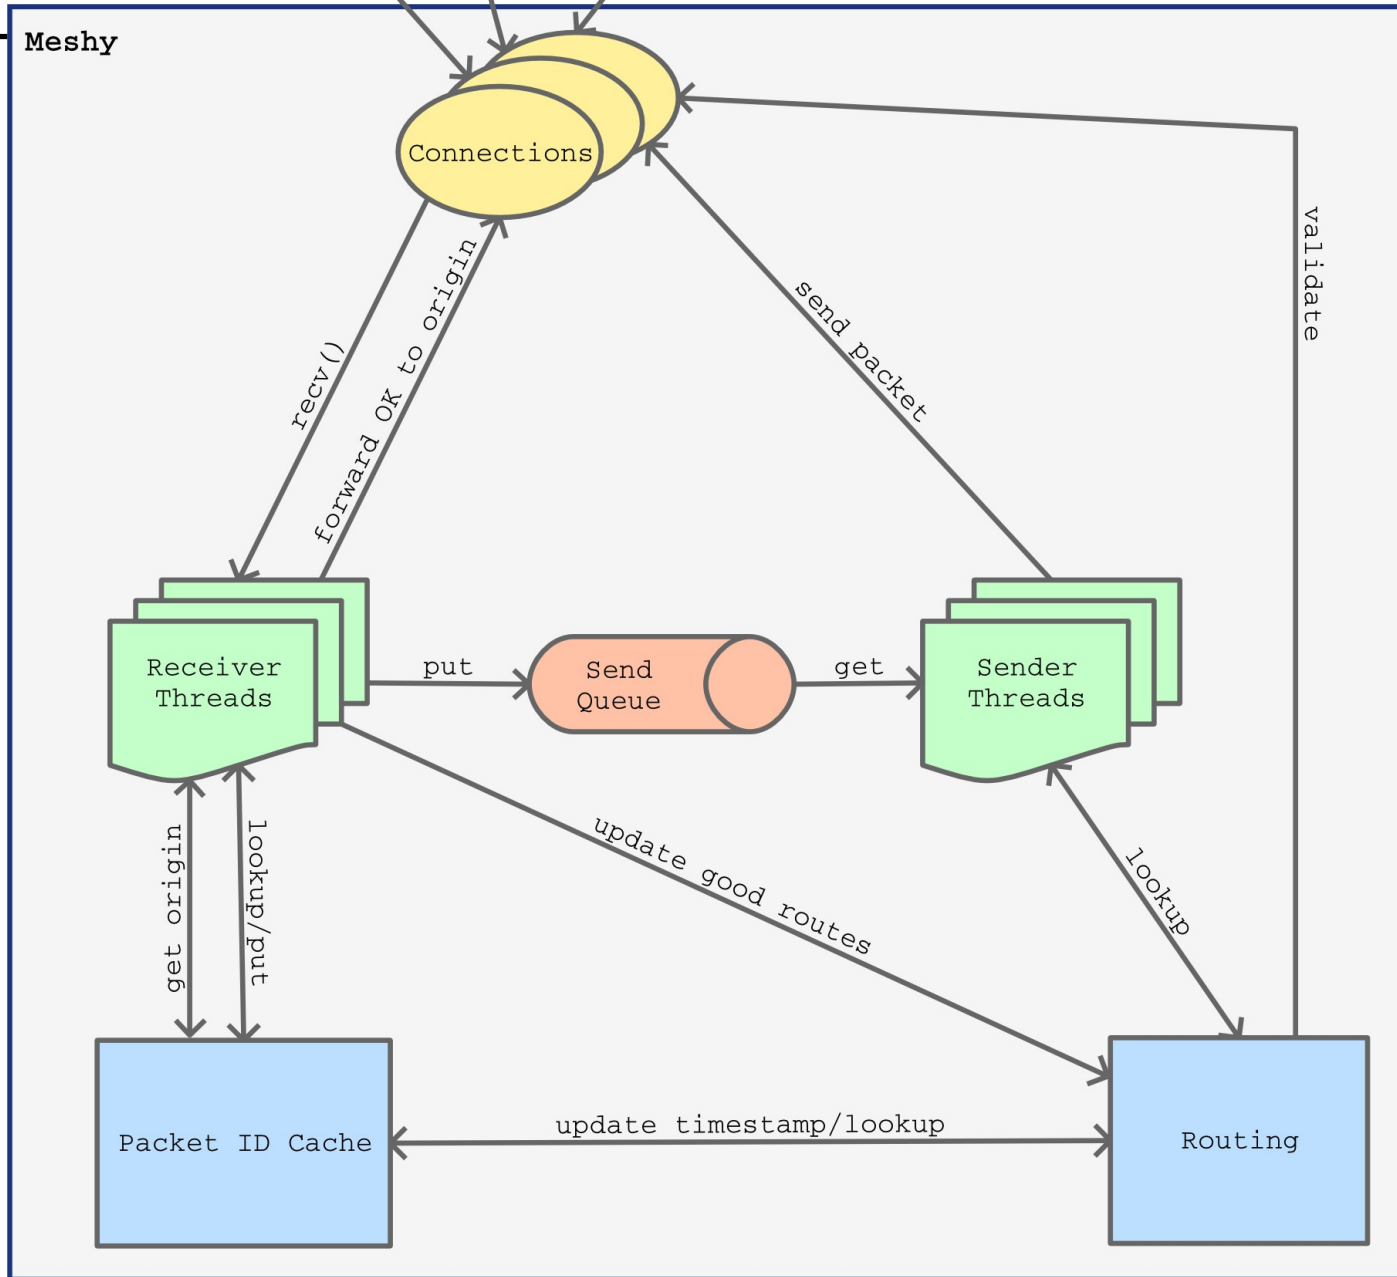 Meshy
Connections
validate
recv()
forward OK to origin
send packet
Receiver
Threads
put
Send
Queue
get
Sender
Threads
get origin
lookup/put
update good routes
lookup
Packet ID Cache
update timestamp/lookup
Routing